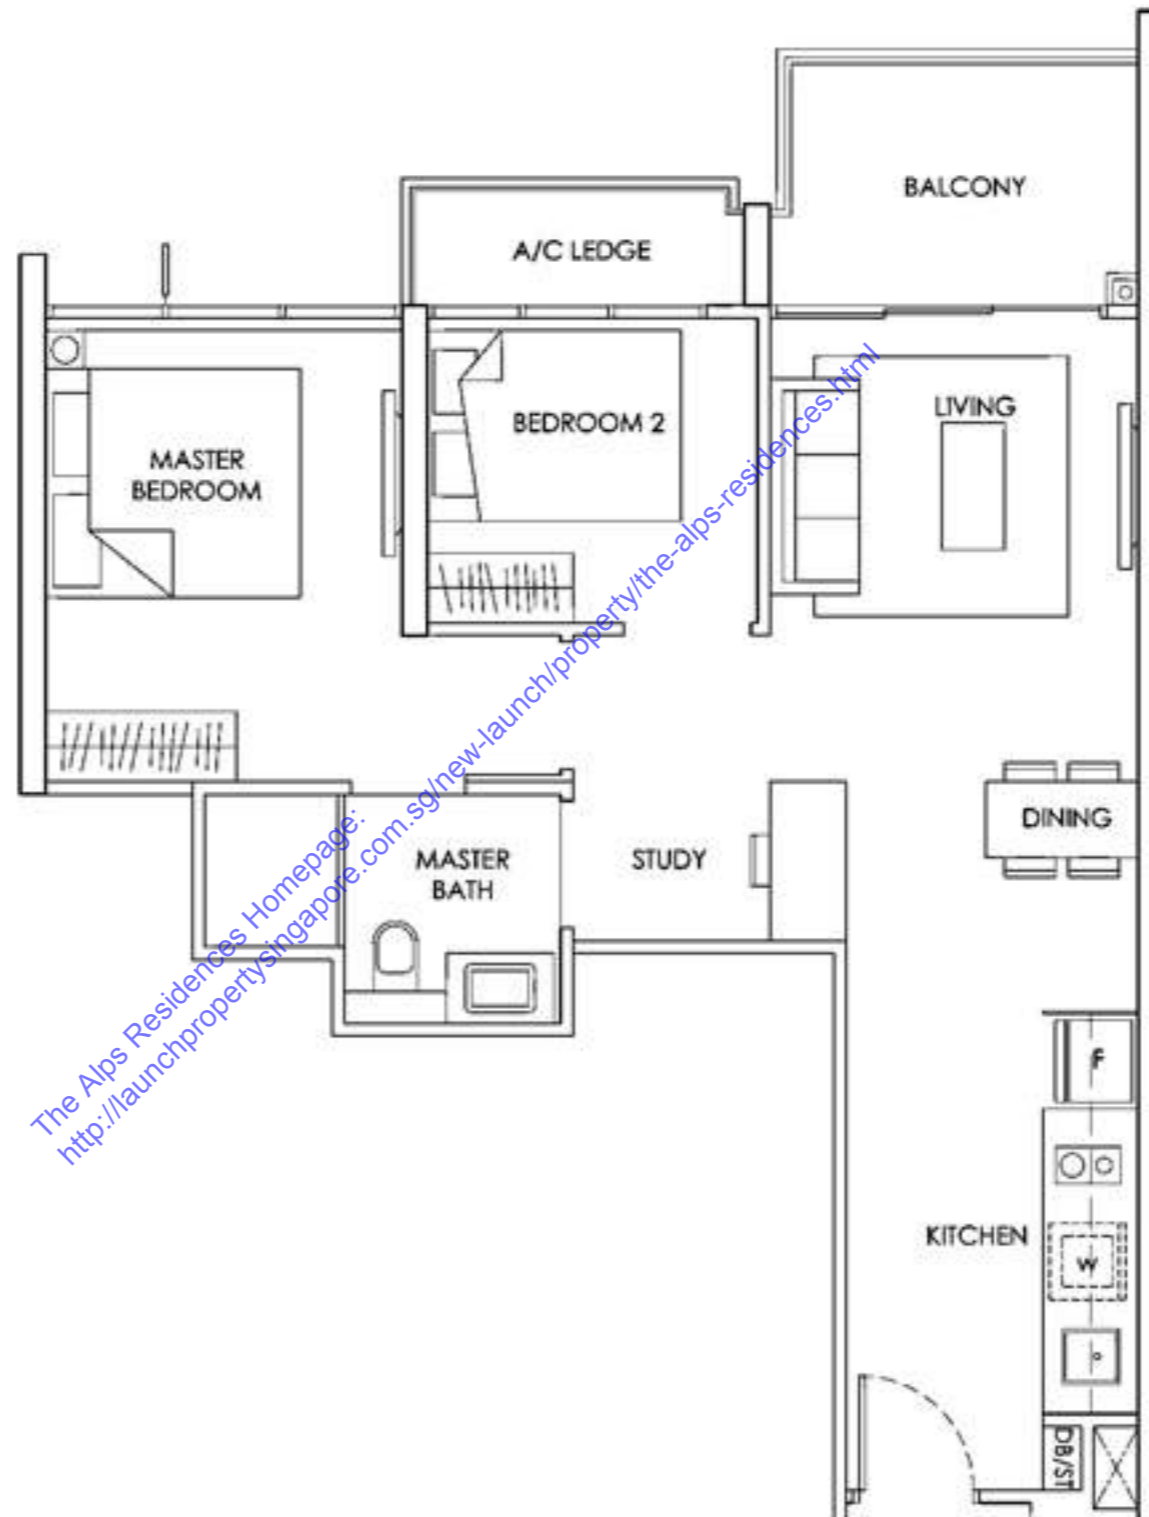 BALCONY
A/C LEDGE
LIVING
BEDROOM 2
MASTER
BEDROOM
DINING
MASTER
BATH
STUDY
F
KITCHEN
W
DB/ST
The Alps Residences Homepage:
http://launchpropertysingapore.com.sg/new-launch/property/the-alps-residences.html